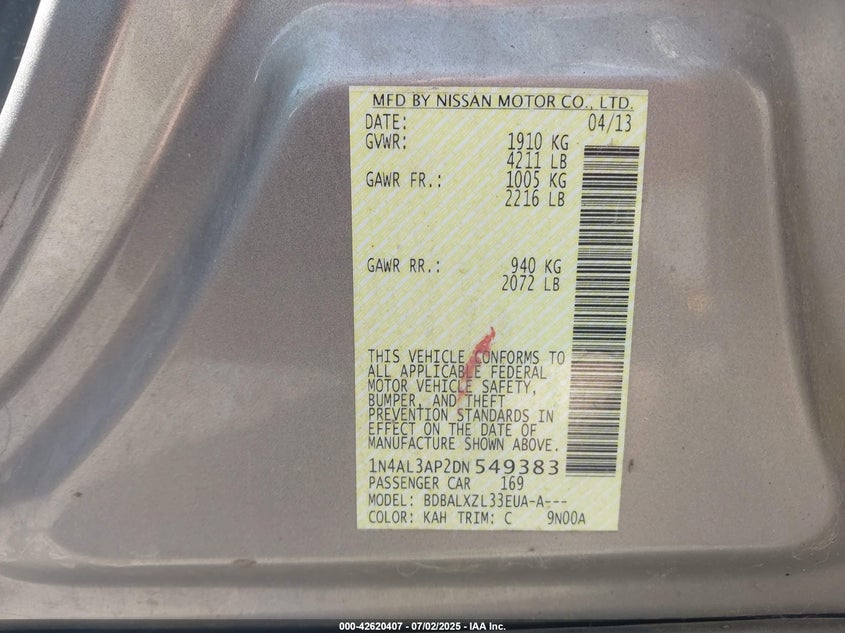 MFD BY NISSAN MOTOR CO., LTD.
DATE: 04/13
GVWR: 1910 KG
4211 LB
GAWR FR.: 1005 KG
2216 LB
GAWR RR.: 940 KG
2072 LB
THIS VEHICLE CONFORMS TO
ALL APPLICABLE FEDERAL
MOTOR VEHICLE SAFETY,
BUMPER, AND THEFT
PREVENTION STANDARDS IN
EFFECT ON THE DATE OF
MANUFACTURE SHOWN ABOVE.
1N4AL3AP2DN549383
PASSENGER CAR 169
MODEL: BDBALXZL33EUA-A---
COLOR: KAH TRIM: C 9N00A
000-42620407 - 07/02/2025 - IAA Inc.